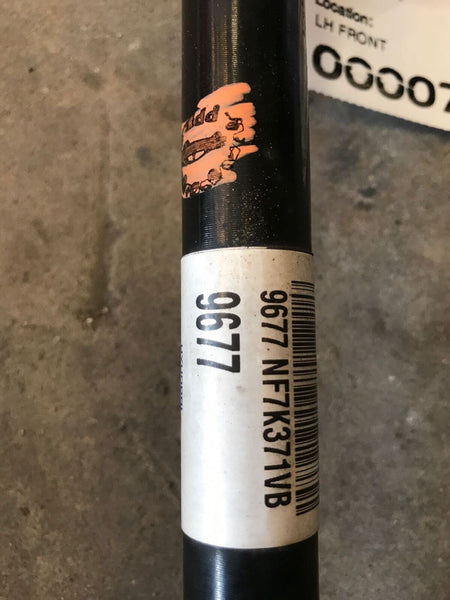 Location:
LH FRONT
00007
9677
9677 NF7K371VB